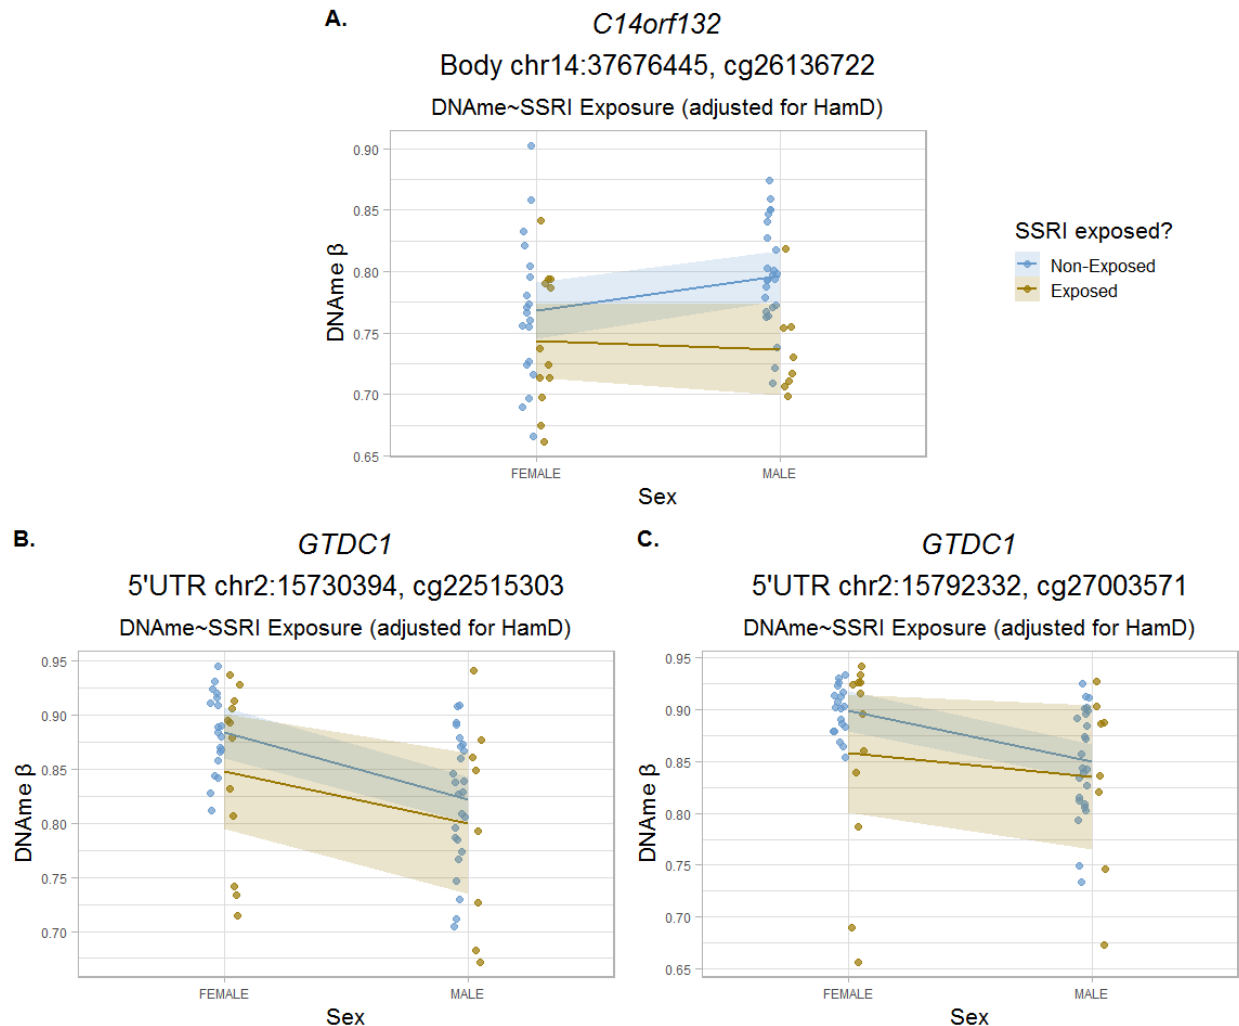 A.
C14orf132
Body chr14:37676445, cg26136722
DNAme~SSRI Exposure (adjusted for HamD)
0.90
0.85
0.80
0.75
0.70
0.65
DNAme β
FEMALE
MALE
Sex
SSRI exposed?
Non-Exposed
Exposed
B.
GTDC1
5'UTR chr2:15730394, cg22515303
DNAme~SSRI Exposure (adjusted for HamD)
0.95
0.90
0.85
0.80
0.75
0.70
DNAme β
FEMALE
MALE
Sex
C.
GTDC1
5'UTR chr2:15792332, cg27003571
DNAme~SSRI Exposure (adjusted for HamD)
0.95
0.90
0.85
0.80
0.75
0.70
0.65
DNAme β
FEMALE
MALE
Sex